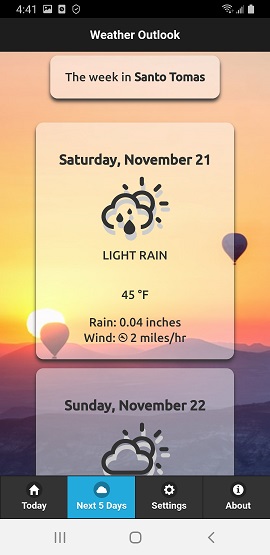 4:41
Weather Outlook
The week in Santo Tomas
Saturday, November 21
LIGHT RAIN
45 °F
Rain: 0.04 inches
Wind: 2 miles/hr
Sunday, November 22
Today Next 5 Days Settings About